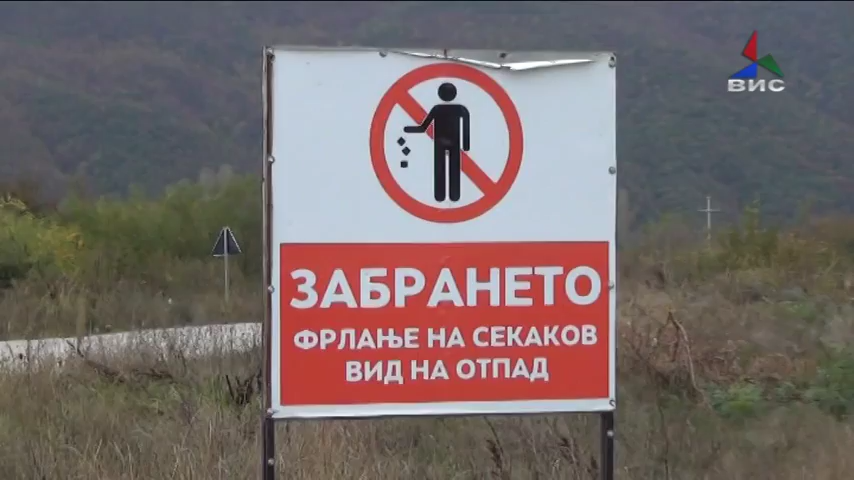 ВИС
ЗАБРАНЕТО
ФРЛАЊЕ НА СЕКАКОВ
ВИД НА ОТПАД